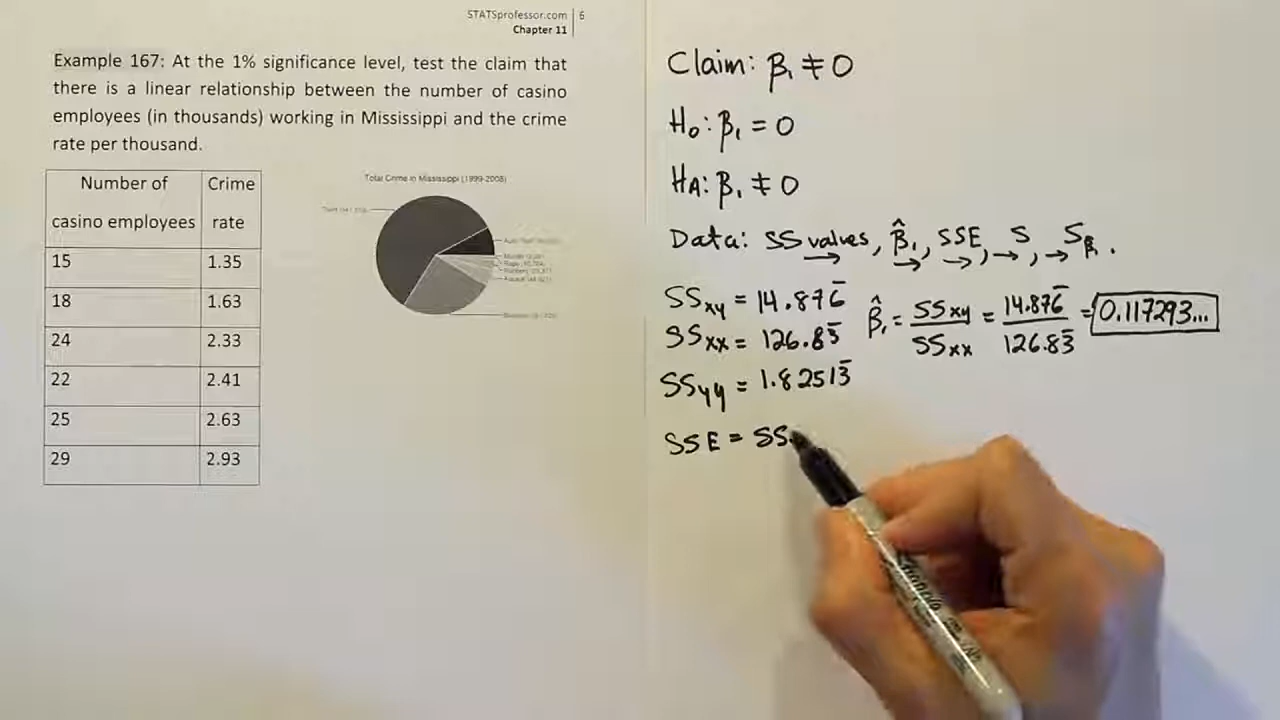 STATSprofessor.com 6
Chapter 11
Example 167: At the 1% significance level, test the claim that
there is a linear relationship between the number of casino
employees (in thousands) working in Mississippi and the crime
rate per thousand.
Number of casino employees Crime rate
15 1.35
18 1.63
24 2.33
22 2.41
25 2.63
29 2.93
Total Crime in Mississippi (1999-2008)
Claim: β₁ ≠ 0
H₀: β₁ = 0
HA: β₁ ≠ 0
Data: SS values, β̂₁, SSE, S, Sβ.
→ → → → →
SSxy = 14.876̅
SSxx = 126.83̅
SSyy = 1.82513̅
β̂₁ = SSxy/SSxx = 14.876̅/126.83̅ = 0.117293...
SSE = SS
Sharpie